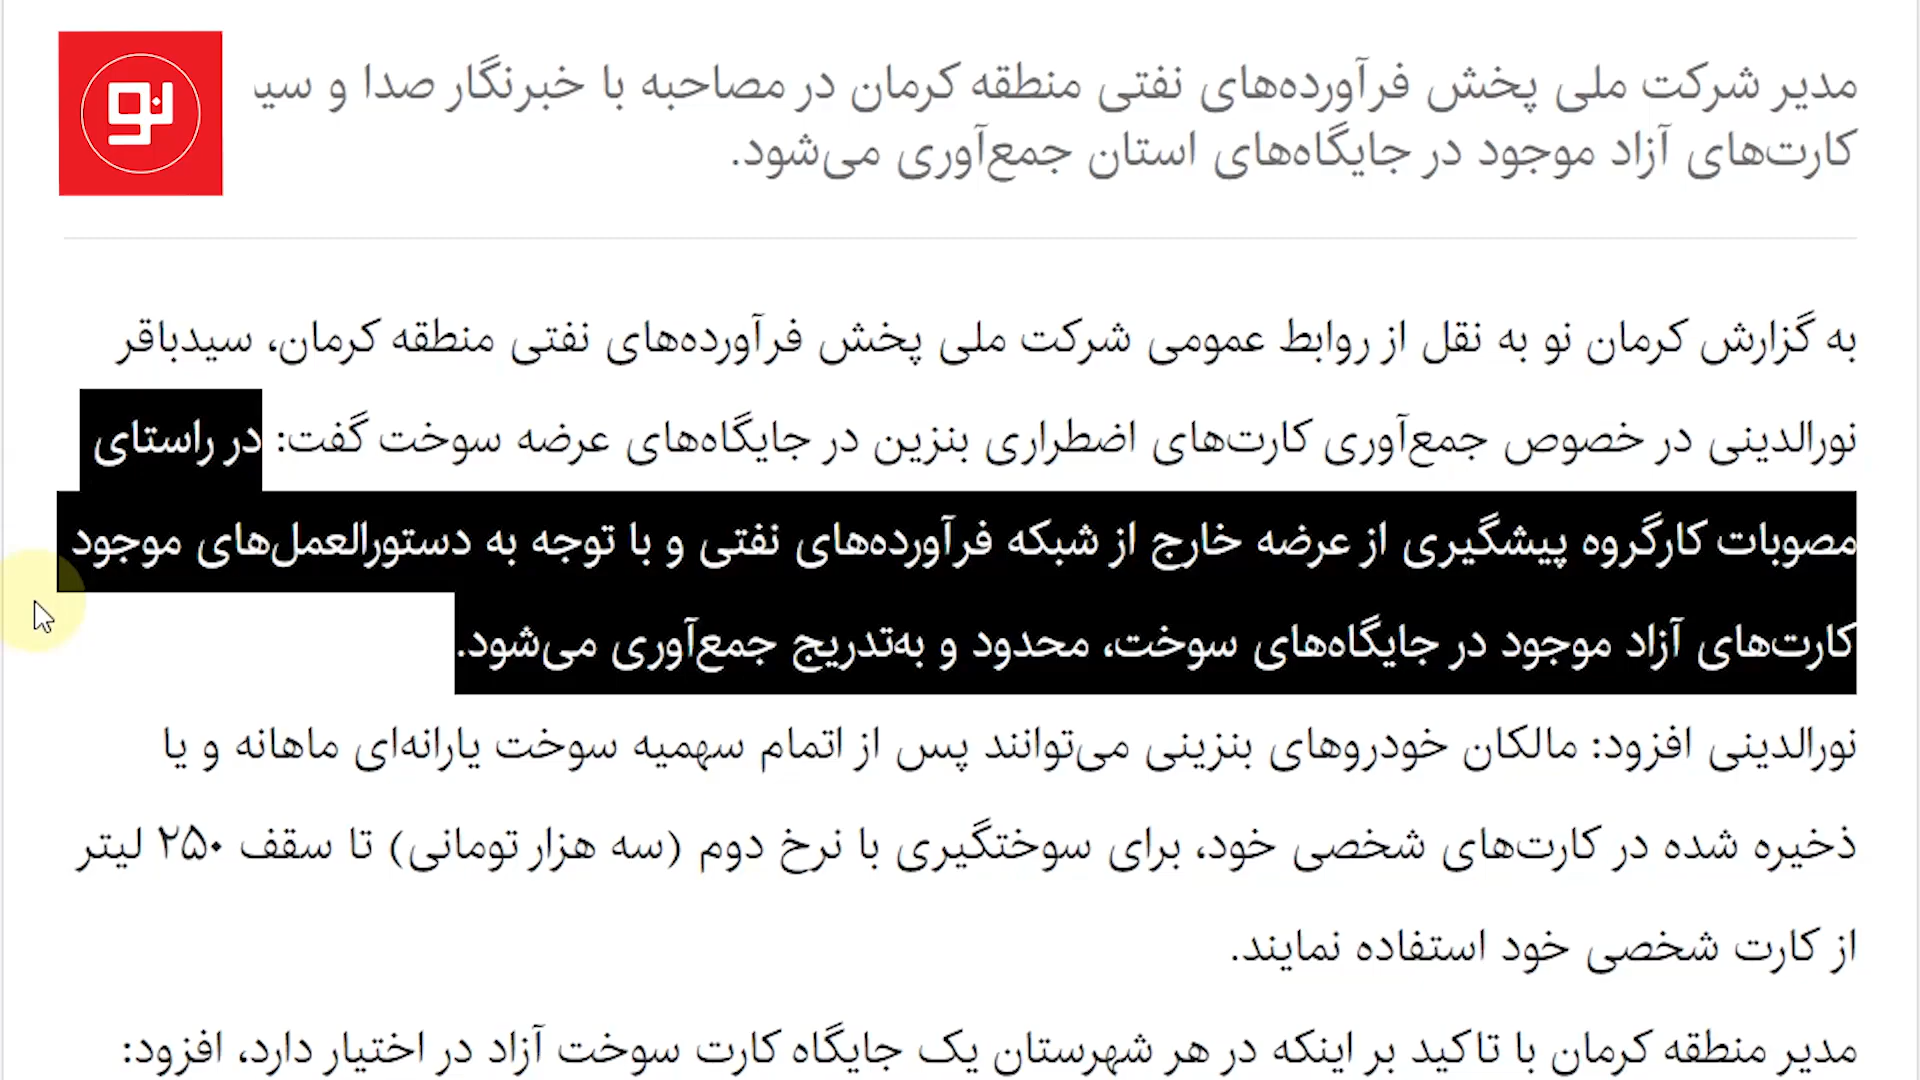 مدیر شرکت ملی پخش فرآورده‌های نفتی منطقه کرمان در مصاحبه با خبرنگار صدا و
کارت‌های آزاد موجود در جایگاه‌های استان جمع‌آوری می‌شود.
نو
به گزارش کرمان نو به نقل از روابط عمومی شرکت ملی پخش فرآورده‌های نفتی منطقه کرمان، سیدباقر
نورالدینی در خصوص جمع‌آوری کارت‌های اضطراری بنزین در جایگاه‌های عرضه سوخت گفت: در راستای
مصوبات کارگروه پیشگیری از عرضه خارج از شبکه فرآورده‌های نفتی و با توجه به دستورالعمل‌های موجود
کارت‌های آزاد موجود در جایگاه‌های سوخت، محدود و به‌تدریج جمع‌آوری می‌شود.
نورالدینی افزود: مالکان خودروهای بنزینی می‌توانند پس از اتمام سهمیه سوخت یارانه‌ای ماهانه و یا
ذخیره شده در کارت‌های شخصی خود، برای سوختگیری با نرخ دوم (سه هزار تومانی) تا سقف ۲۵۰ لیتر
از کارت شخصی خود استفاده نمایند.
مدیر منطقه کرمان با تاکید بر اینکه در هر شهرستان یک جایگاه کارت سوخت آزاد در اختیار دارد، افزود: